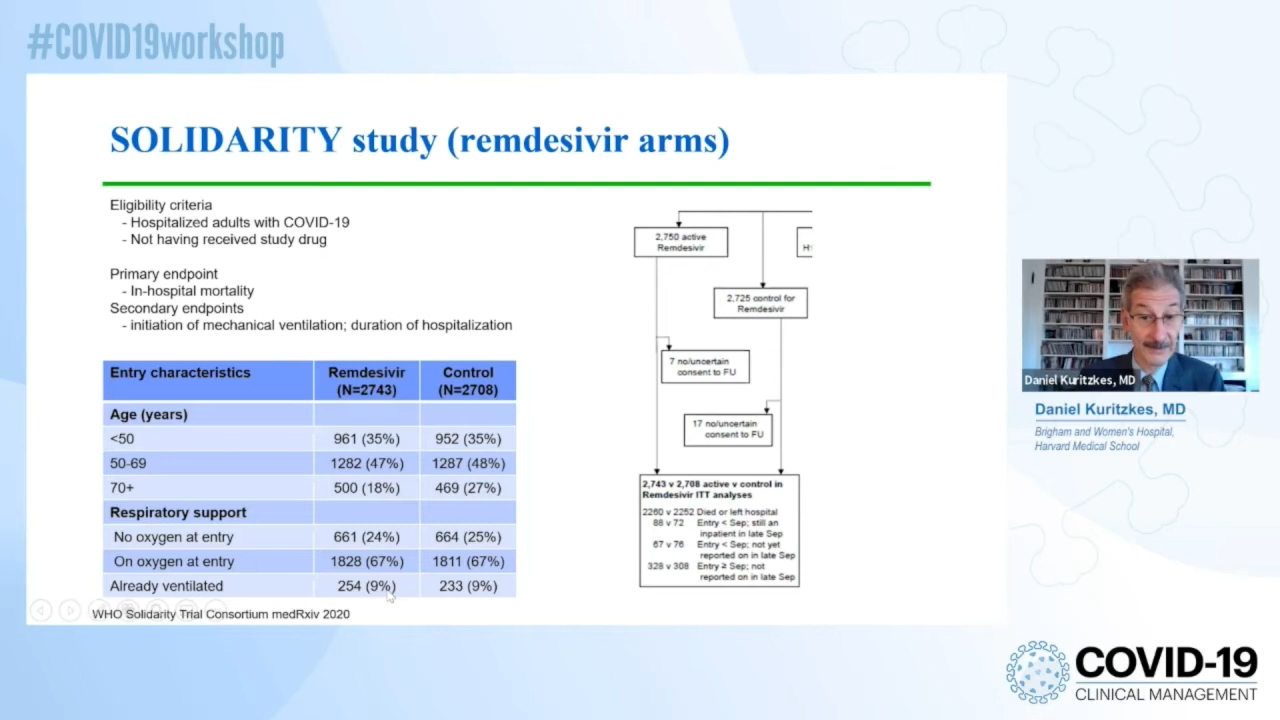 #COVID19workshop
SOLIDARITY study (remdesivir arms)
Eligibility criteria
- Hospitalized adults with COVID-19
- Not having received study drug
Primary endpoint
- In-hospital mortality
Secondary endpoints
- initiation of mechanical ventilation; duration of hospitalization
Entry characteristics Remdesivir (N=2743) Control (N=2708)
Age (years)
<50 961 (35%) 952 (35%)
50-69 1282 (47%) 1287 (48%)
70+ 500 (18%) 469 (27%)
Respiratory support
No oxygen at entry 661 (24%) 664 (25%)
On oxygen at entry 1828 (67%) 1811 (67%)
Already ventilated 254 (9%) 233 (9%)
WHO Solidarity Trial Consortium medRxiv 2020
2,750 active
Remdesivir
2,725 control for
Remdesivir
7 no/uncertain
consent to FU
17 no/uncertain
consent to FU
2,743 v 2,708 active v control in
Remdesivir ITT analyses
2260 v 2252 Died or left hospital
88 v 72 Entry < Sep; still an
inpatient in late Sep
67 v 76 Entry < Sep; not yet
reported on in late Sep
328 v 308 Entry ≥ Sep; not
reported on in late Sep
Daniel Kuritzkes, MD
Daniel Kuritzkes, MD
Brigham and Women's Hospital,
Harvard Medical School
COVID-19
CLINICAL MANAGEMENT